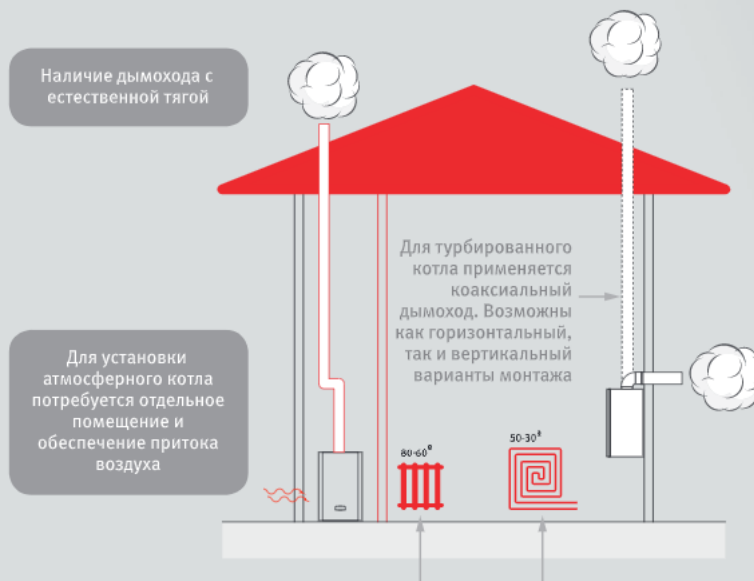 Наличие дымохода с
естественной тягой
Для турбированного
котла применяется
коаксиальный
дымоход. Возможны
как горизонтальный,
так и вертикальный
варианты монтажа
Для установки
атмосферного котла
потребуется отдельное
помещение и
обеспечение притока
воздуха
80-60°
50-30°